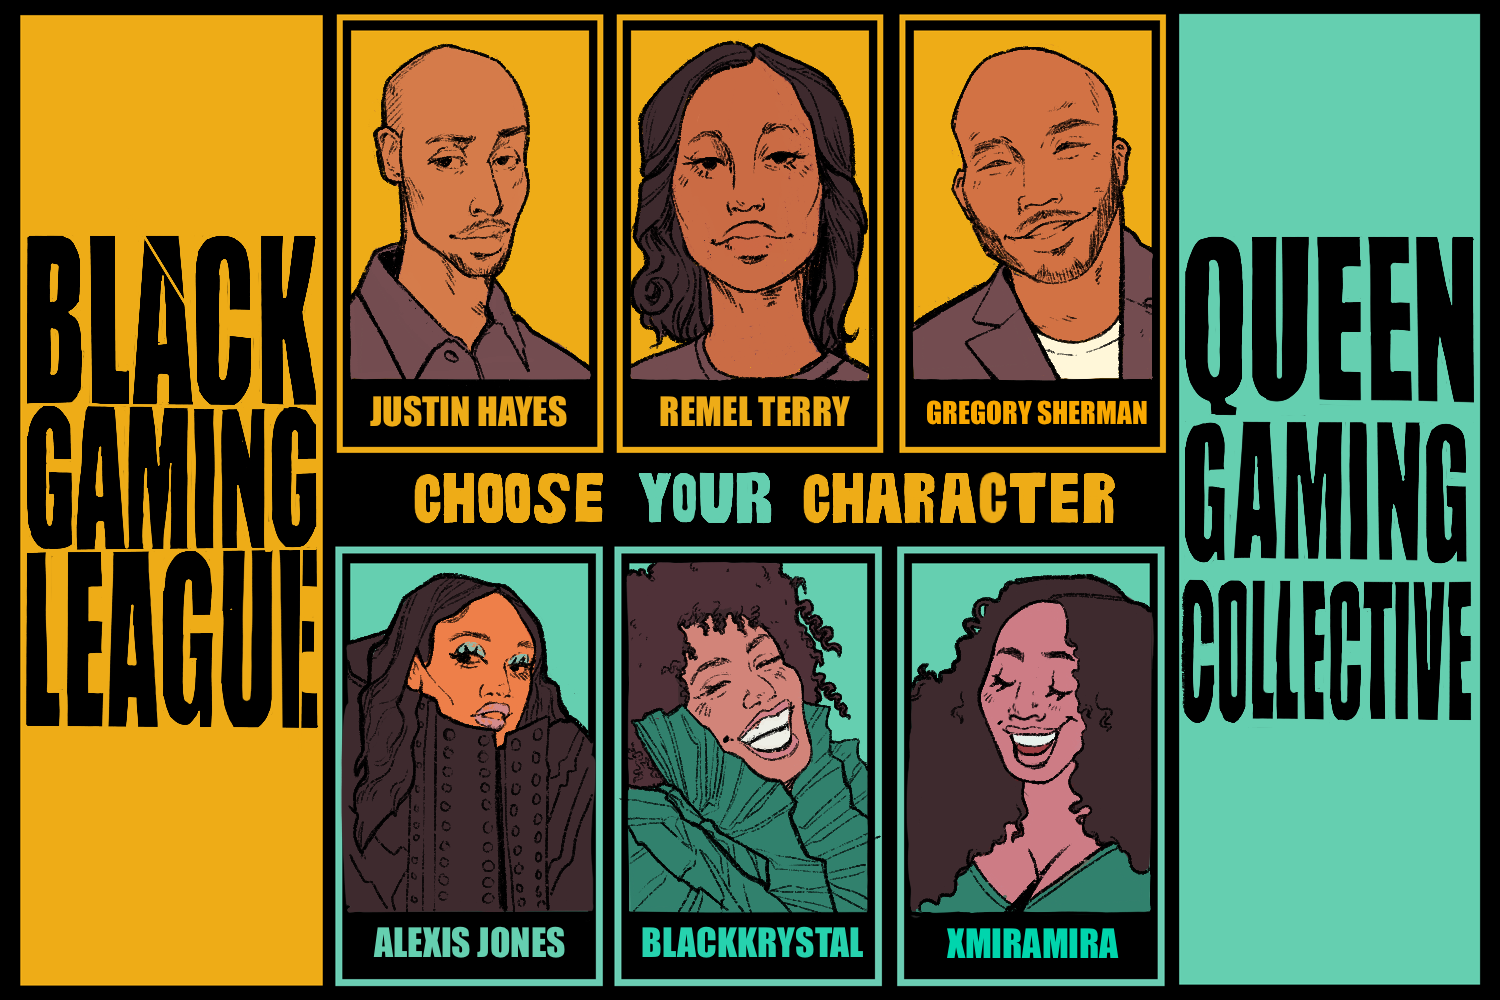 BLACK
GAMING
LEAGUE
JUSTIN HAYES
REMEL TERRY
GREGORY SHERMAN
CHOOSE YOUR CHARACTER
ALEXIS JONES
BLACKKRYSTAL
XMIRAMIRA
QUEEN
GAMING
COLLECTIVE